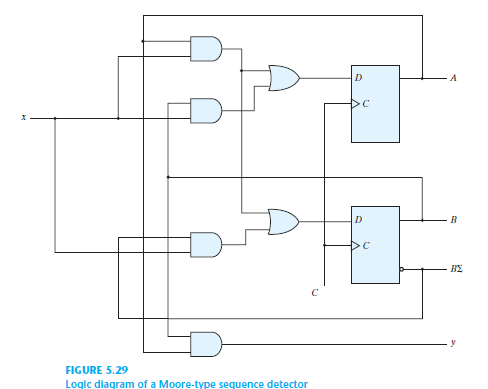 D
A
C
x
D
B
C
B'Σ
C
y
FIGURE 5.29
Logic diagram of a Moore-type sequence detector